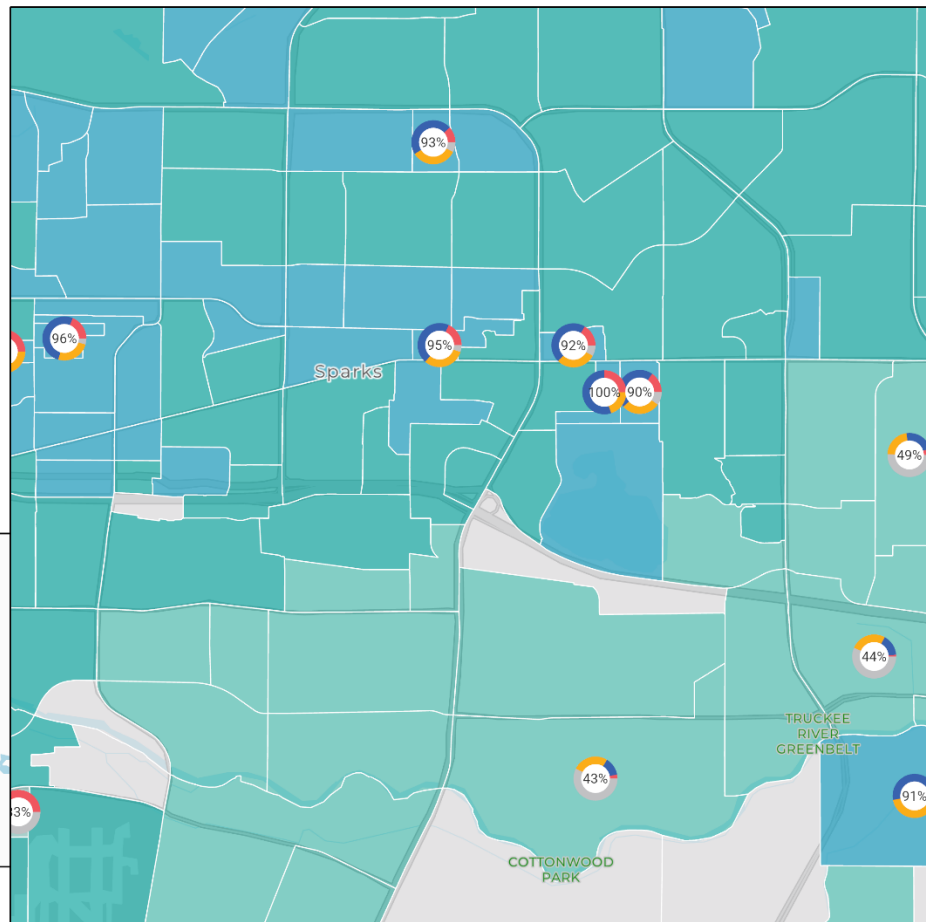 93%
96%
95%
92%
Sparks
100%
90%
49%
44%
TRUCKEE
RIVER
GREENBELT
43%
91%
COTTONWOOD
PARK